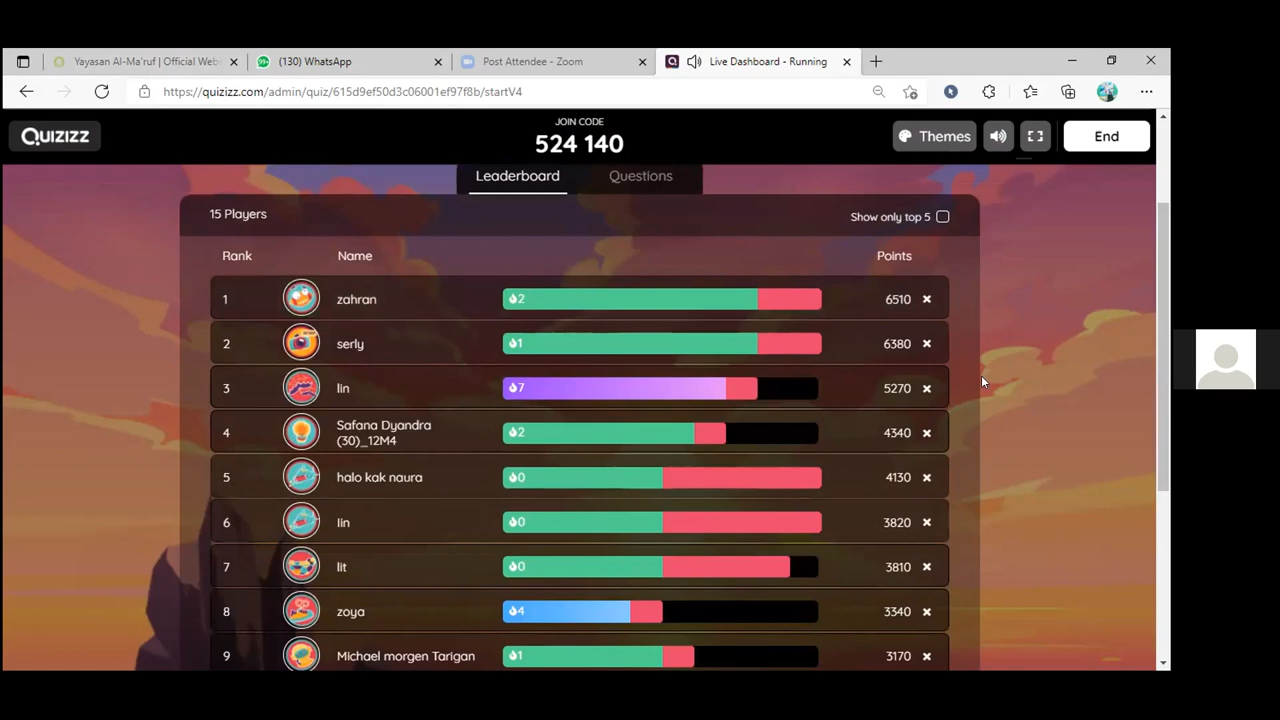 Yayasan Al-Ma'ruf | Official Web
99+ (130) WhatsApp
Post Attendee - Zoom
Live Dashboard - Running
https://quizizz.com/admin/quiz/615d9ef50d3c06001ef97f8b/startV4
QUIZIZZ
JOIN CODE
524 140
Themes
End
Leaderboard
Questions
15 Players
Show only top 5
Rank Name Points
1 zahran 2 6510
2 serly 1 6380
3 lin 7 5270
4 Safana Dyandra
(30)_12M4 2 4340
5 halo kak naura 0 4130
6 lin 0 3820
7 lit 0 3810
8 zoya 4 3340
9 Michael morgen Tarigan 1 3170